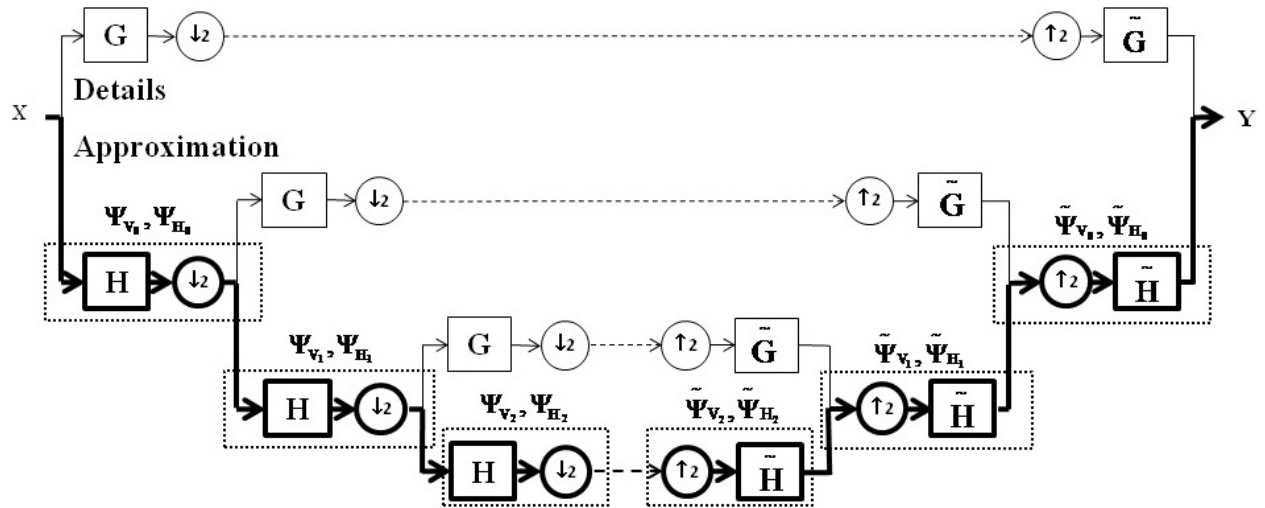 G ↓2 ↑2 G̃
Details
X Y
Approximation
G ↓2 ↑2 G̃
Ψ_V₀, Ψ_H₀ Ψ̃_V₀, Ψ̃_H₀
H ↓2 ↑2 H̃
Ψ_V₁, Ψ_H₁ G ↓2 ↑2 G̃ Ψ̃_V₁, Ψ̃_H₁
H ↓2 Ψ_V₂, Ψ_H₂ Ψ̃_V₂, Ψ̃_H₂ ↑2 H̃
H ↓2 ↑2 H̃